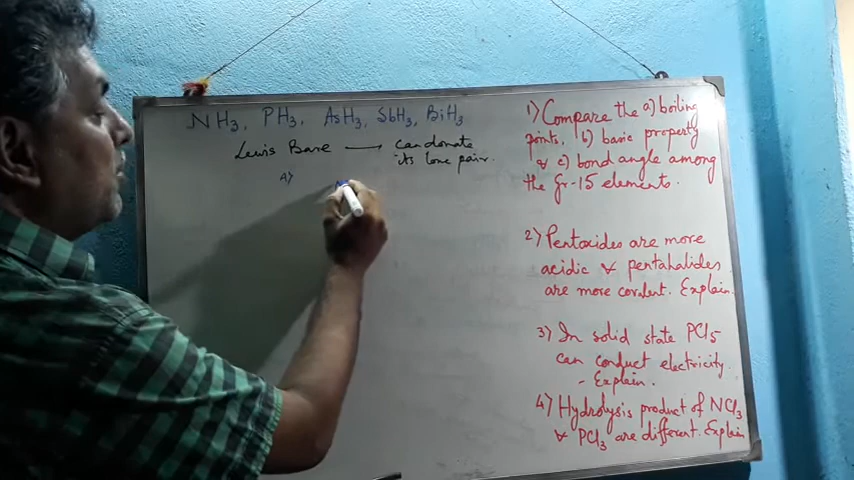 NH3, PH3, AsH3, SbH3, BiH3
Lewis Base → can donate
its lone pair.
A)
1) Compare the a) boiling
points, b) basic property
& c) bond angle among
the Gr-15 elements.
2) Pentoxides are more
acidic & pentahalides
are more covalent. Explain.
3) In solid state PCl5
can conduct electricity
- Explain.
4) Hydrolysis product of NCl3
& PCl3 are different. Explain